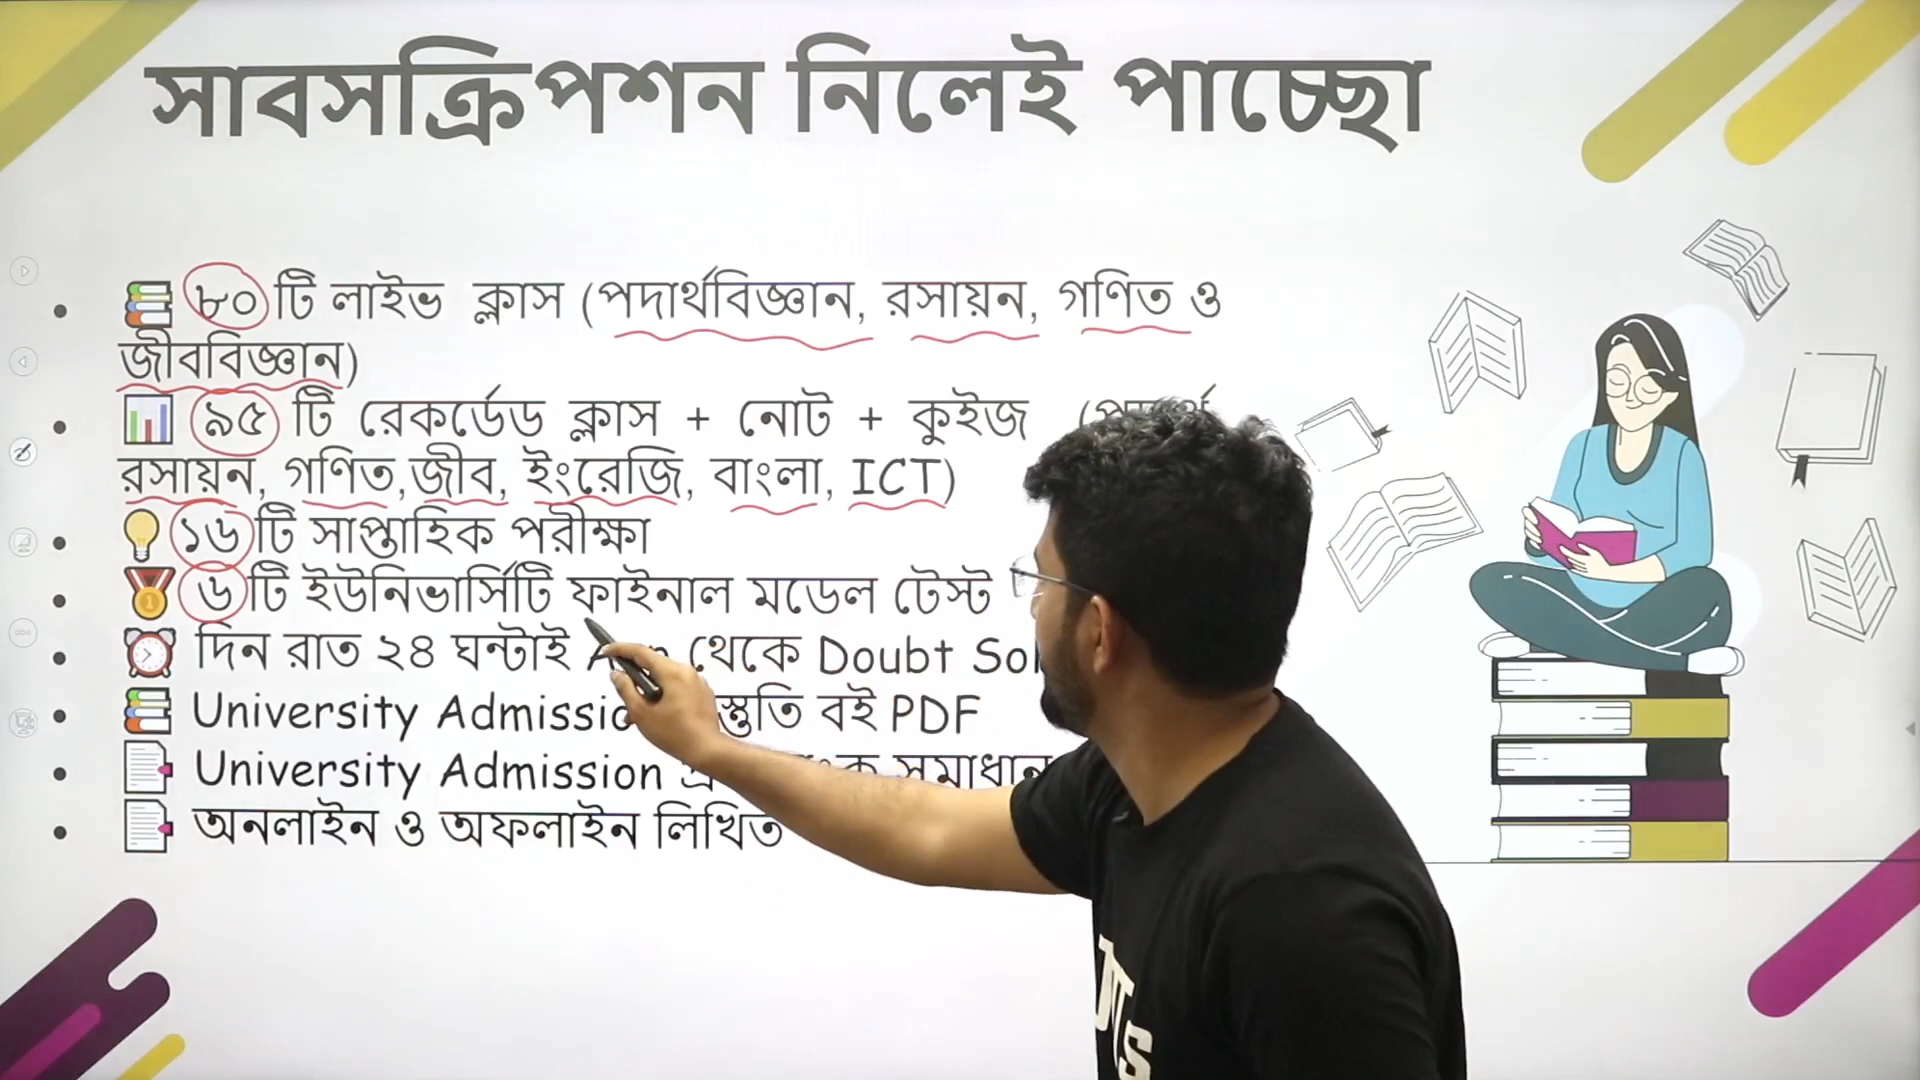 সাবসক্রিপশন নিলেই পাচ্ছো
৮০ টি লাইভ ক্লাস (পদার্থবিজ্ঞান, রসায়ন, গণিত ও
জীববিজ্ঞান)
৯৫ টি রেকর্ডেড ক্লাস + নোট + কুইজ
রসায়ন, গণিত,জীব, ইংরেজি, বাংলা, ICT)
১৬ টি সাপ্তাহিক পরীক্ষা
৬ টি ইউনিভার্সিটি ফাইনাল মডেল টেস্ট
দিন রাত ২৪ ঘন্টাই থেকে Doubt
University বই PDF
University Admission সমাধান
অনলাইন ও অফলাইন লিখিত